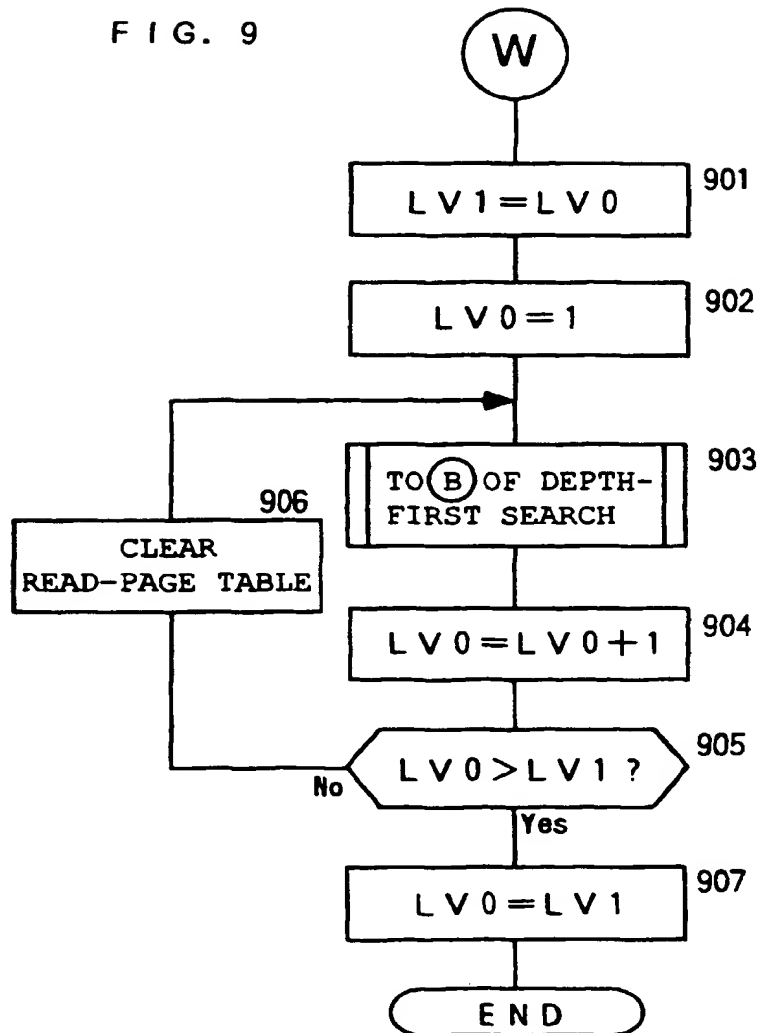 FIG. 9
W
LV1=LV0
901
LV0=1
902
TO B OF DEPTH-
FIRST SEARCH
903
906
CLEAR
READ-PAGE TABLE
LV0=LV0+1
904
LV0>LV1?
905
No
Yes
LV0=LV1
907
END